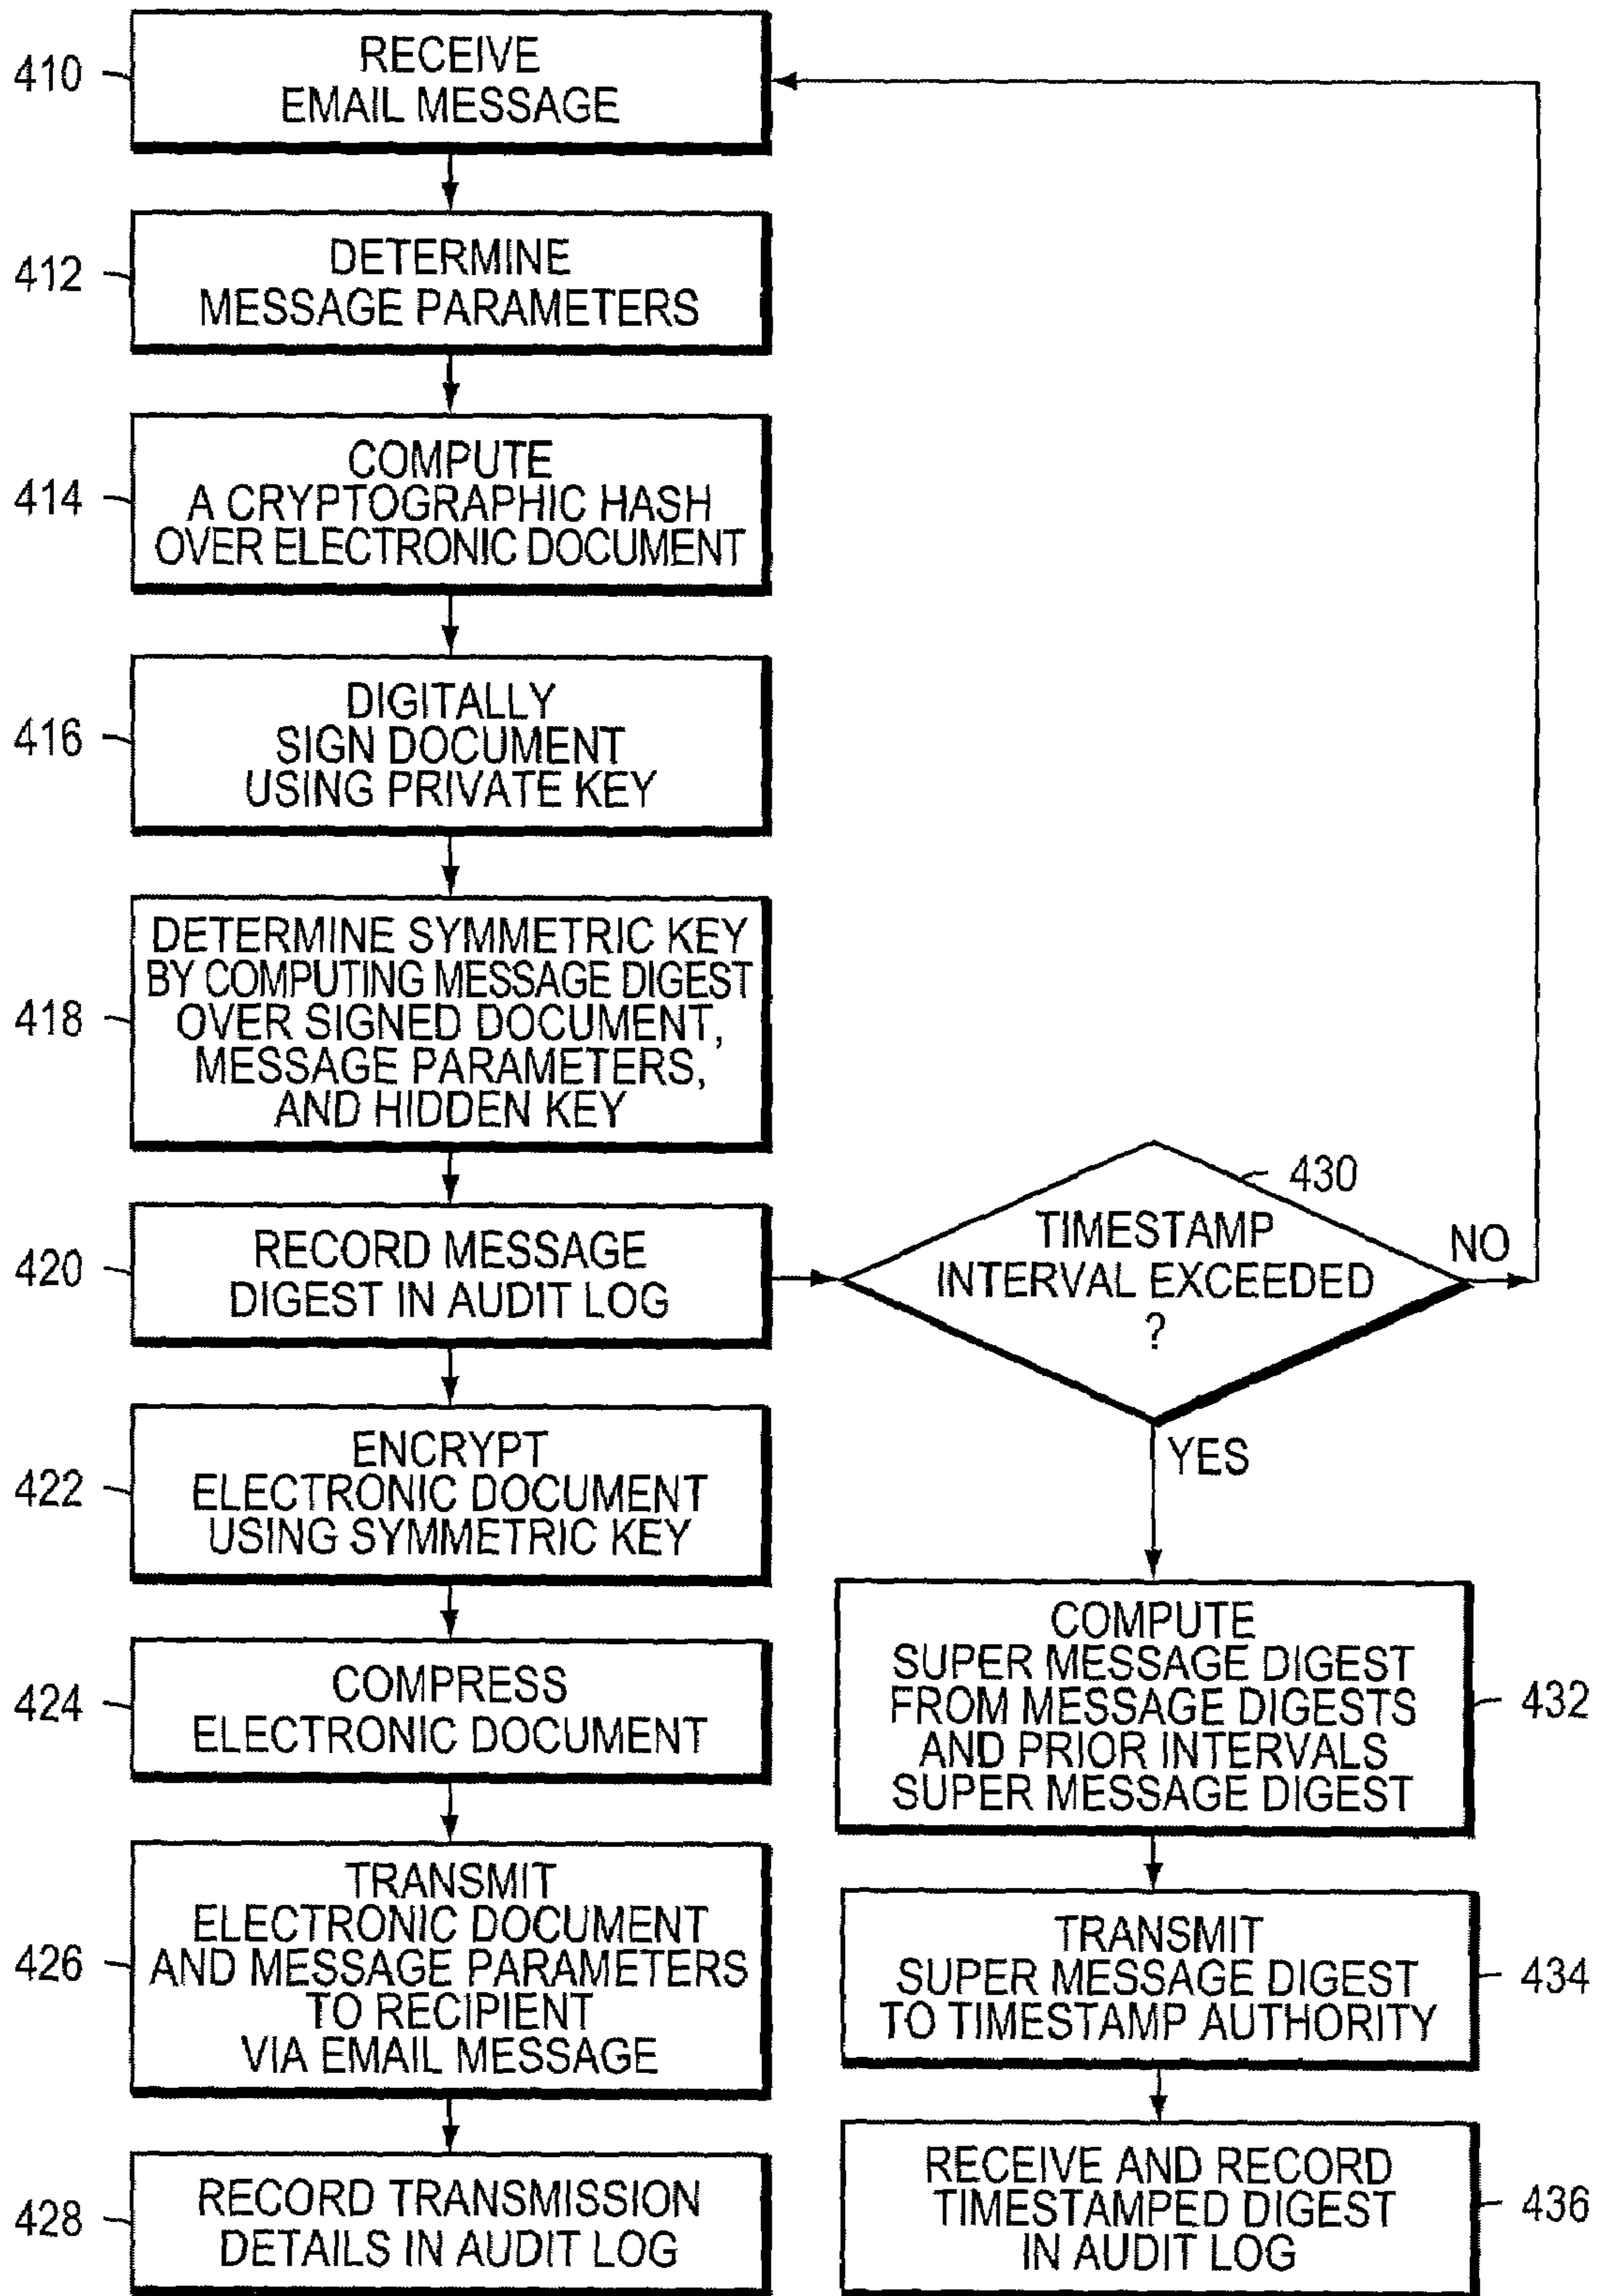 410
RECEIVE
EMAIL MESSAGE
412
DETERMINE
MESSAGE PARAMETERS
414
COMPUTE
A CRYPTOGRAPHIC HASH
OVER ELECTRONIC DOCUMENT
416
DIGITALLY
SIGN DOCUMENT
USING PRIVATE KEY
418
DETERMINE SYMMETRIC KEY
BY COMPUTING MESSAGE DIGEST
OVER SIGNED DOCUMENT,
MESSAGE PARAMETERS,
AND HIDDEN KEY
420
RECORD MESSAGE
DIGEST IN AUDIT LOG
422
ENCRYPT
ELECTRONIC DOCUMENT
USING SYMMETRIC KEY
424
COMPRESS
ELECTRONIC DOCUMENT
426
TRANSMIT
ELECTRONIC DOCUMENT
AND MESSAGE PARAMETERS
TO RECIPIENT
VIA EMAIL MESSAGE
428
RECORD TRANSMISSION
DETAILS IN AUDIT LOG
430
TIMESTAMP
INTERVAL EXCEEDED
?
NO
YES
COMPUTE
SUPER MESSAGE DIGEST
FROM MESSAGE DIGESTS
AND PRIOR INTERVALS
SUPER MESSAGE DIGEST
432
TRANSMIT
SUPER MESSAGE DIGEST
TO TIMESTAMP AUTHORITY
434
RECEIVE AND RECORD
TIMESTAMPED DIGEST
IN AUDIT LOG
436